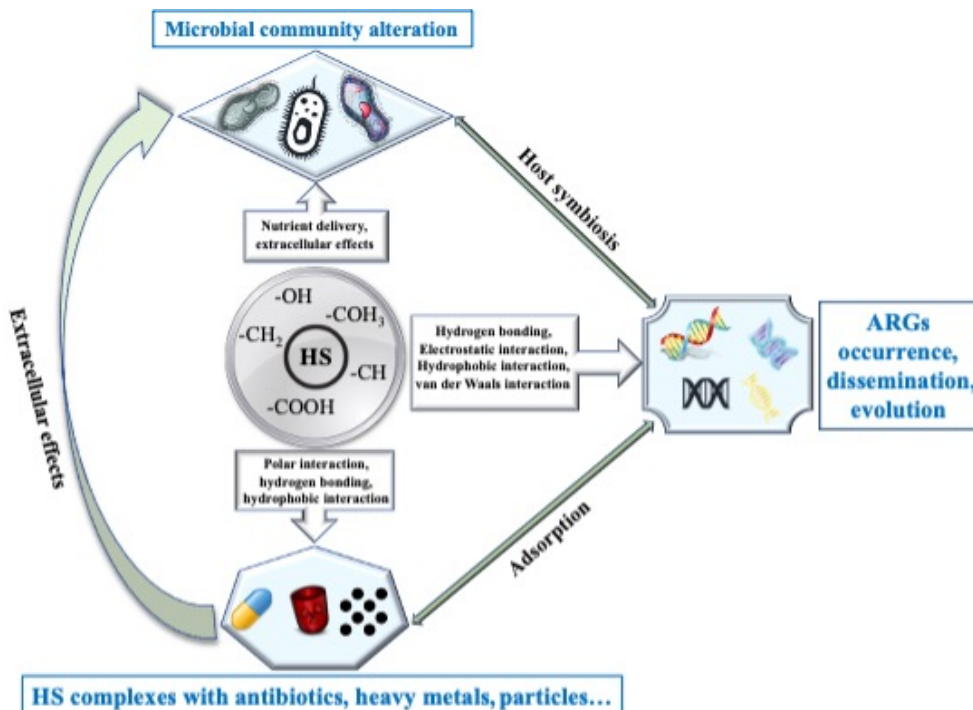 Microbial community alteration
Nutrient delivery,
extracellular effects
Host symbiosis
-OH
-COH₃
-CH₂
HS
-CH
-COOH
Hydrogen bonding,
Electrostatic interaction,
Hydrophobic interaction,
van der Waals interaction
ARGs
occurrence,
dissemination,
evolution
Extracellular effects
Polar interaction,
hydrogen bonding,
hydrophobic interaction
Adsorption
HS complexes with antibiotics, heavy metals, particles…